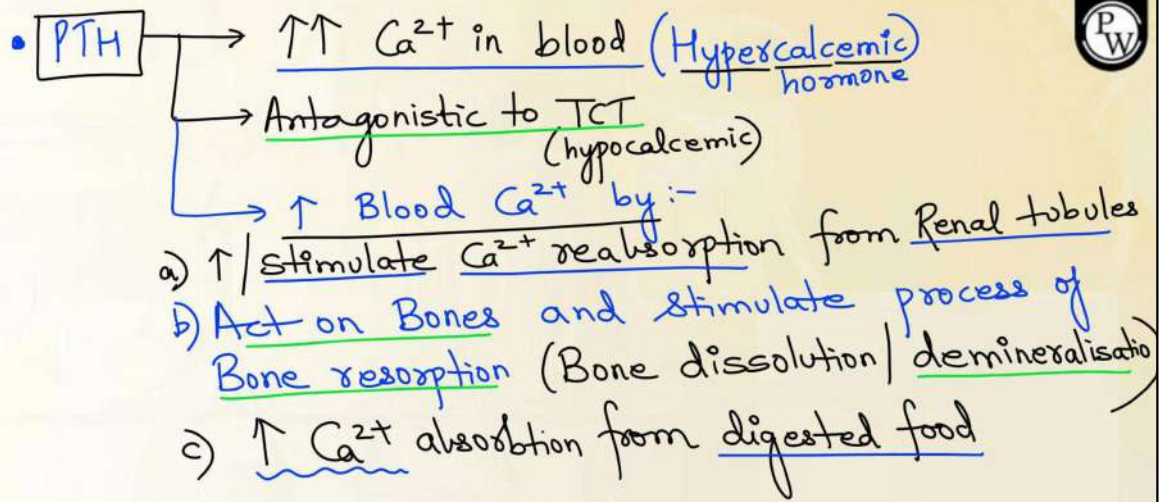 • PTH → ↑↑ Ca²⁺ in blood (Hypercalcemic)
hormone
→ Antagonistic to TCT
(hypocalcemic)
→ ↑ Blood Ca²⁺ by :-
a) ↑ / stimulate Ca²⁺ reabsorption from Renal tubules
b) Act on Bones and stimulate process of
Bone resorption (Bone dissolution / demineralisatio)
c) ↑ Ca²⁺ absorbtion from digested food
PW